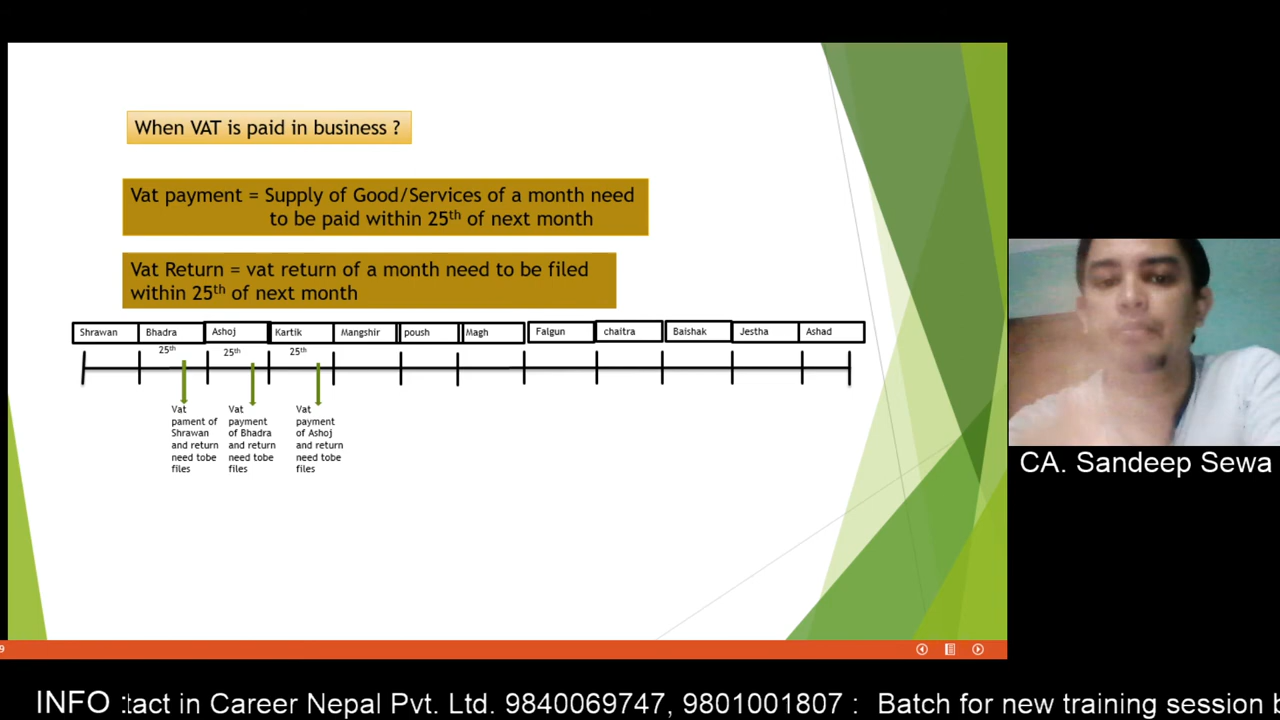 When VAT is paid in business ?
Vat payment = Supply of Good/Services of a month need
to be paid within 25th of next month
Vat Return = vat return of a month need to be filed
within 25th of next month
Shrawan Bhadra Ashoj Kartik Mangshir poush Magh Falgun chaitra Baishak Jestha Ashad
25th 25th 25th
Vat
pament of
Shrawan
and return
need tobe
files
Vat
payment
of Bhadra
and return
need tobe
files
Vat
payment
of Ashoj
and return
need tobe
files
CA. Sandeep Sewa
9
INFO : tact in Career Nepal Pvt. Ltd. 9840069747, 9801001807 : Batch for new training session